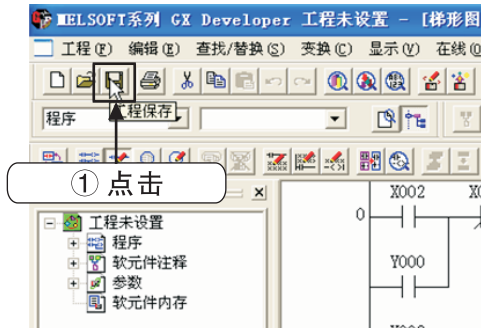 MELSOFT系列 GX Developer 工程未设置 - [梯形图
工程(F) 编辑(E) 查找/替换(S) 变换(C) 显示(V) 在线(O
程序
工程保存
① 点击
工程未设置
程序
软元件注释
参数
软元件内存
X002
0
Y000